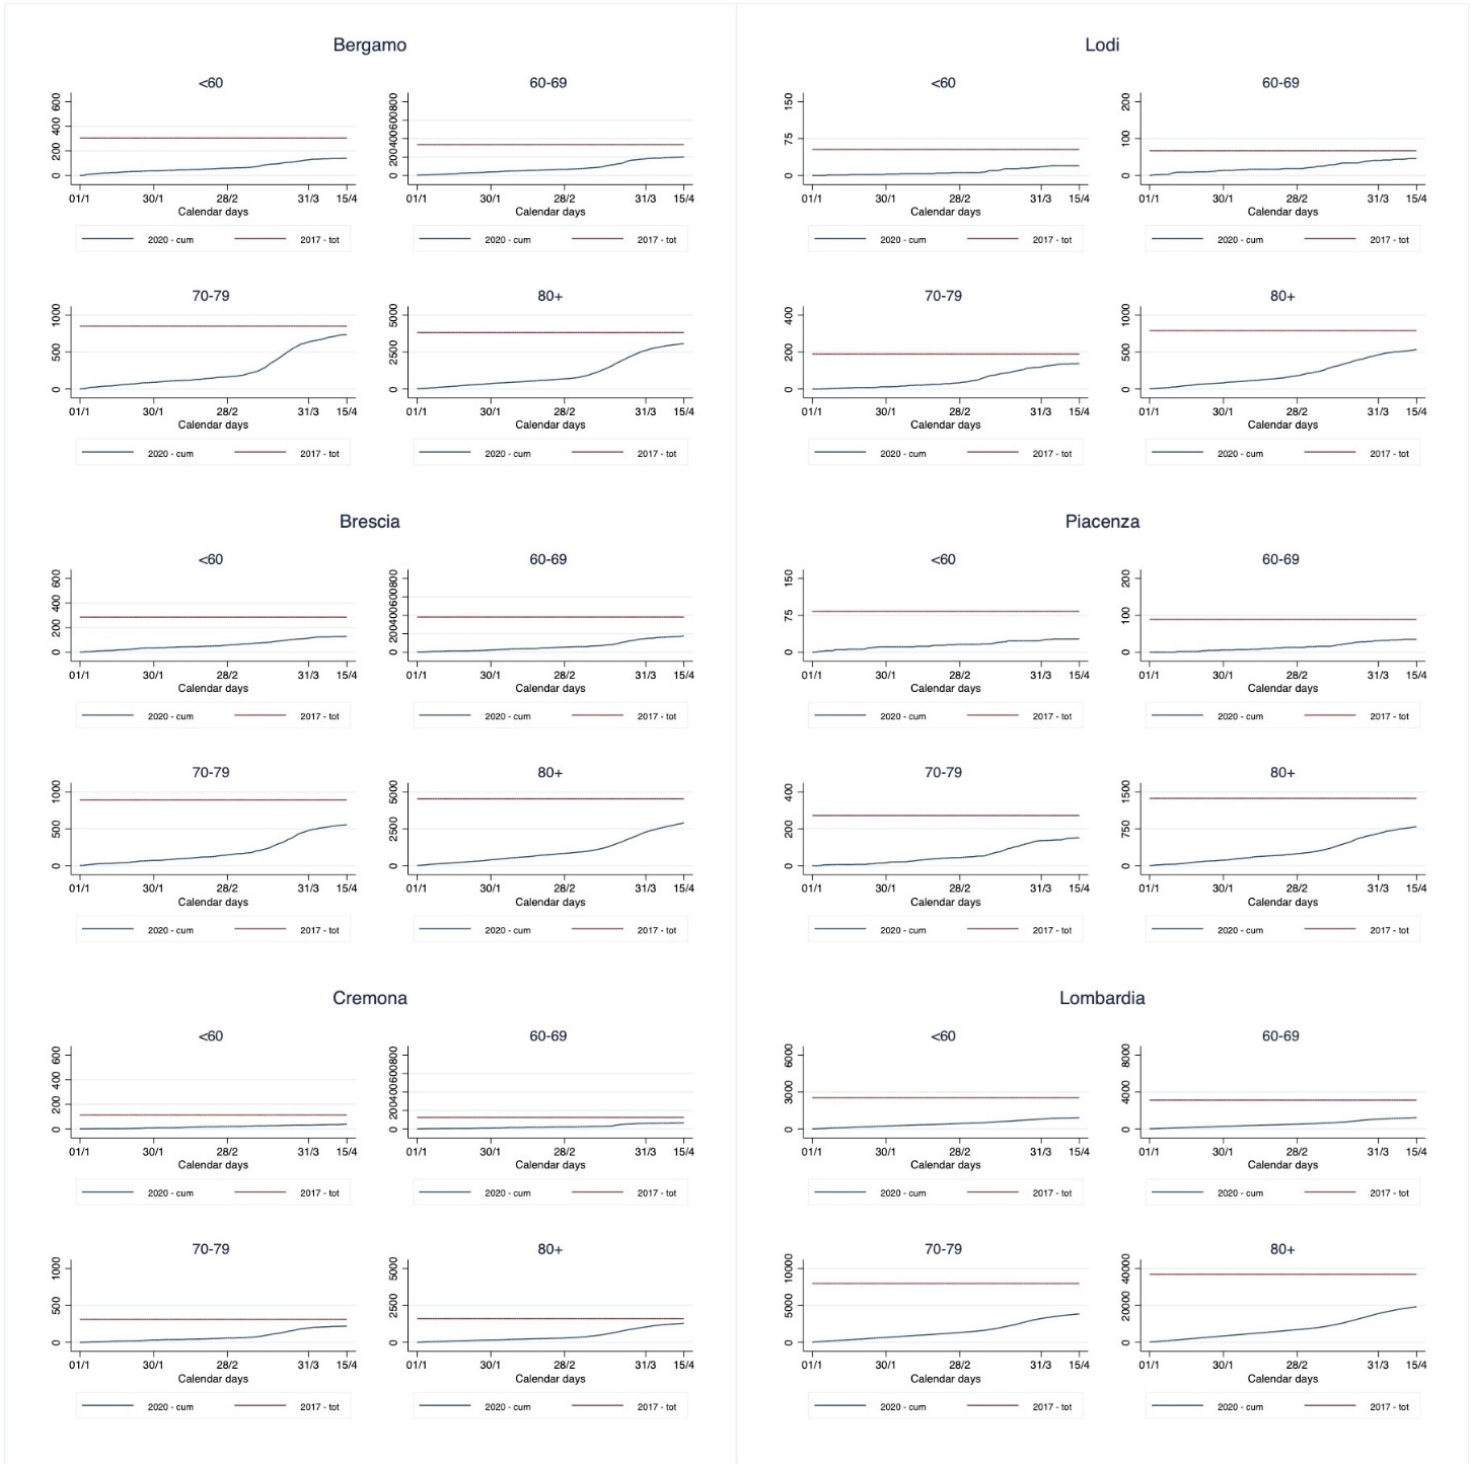 Bergamo
<60
0 200 400 600
01/1 30/1 28/2 31/3 15/4
Calendar days
2020 - cum 2017 - tot
60-69
0 200400600800
01/1 30/1 28/2 31/3 15/4
Calendar days
2020 - cum 2017 - tot
70-79
0 500 1000
01/1 30/1 28/2 31/3 15/4
Calendar days
2020 - cum 2017 - tot
80+
0 2500 5000
01/1 30/1 28/2 31/3 15/4
Calendar days
2020 - cum 2017 - tot
Lodi
<60
0 75 150
01/1 30/1 28/2 31/3 15/4
Calendar days
2020 - cum 2017 - tot
60-69
0 100 200
01/1 30/1 28/2 31/3 15/4
Calendar days
2020 - cum 2017 - tot
70-79
0 200 400
01/1 30/1 28/2 31/3 15/4
Calendar days
2020 - cum 2017 - tot
80+
0 500 1000
01/1 30/1 28/2 31/3 15/4
Calendar days
2020 - cum 2017 - tot
Brescia
<60
0 200 400 600
01/1 30/1 28/2 31/3 15/4
Calendar days
2020 - cum 2017 - tot
60-69
0 200400600800
01/1 30/1 28/2 31/3 15/4
Calendar days
2020 - cum 2017 - tot
70-79
0 500 1000
01/1 30/1 28/2 31/3 15/4
Calendar days
2020 - cum 2017 - tot
80+
0 2500 5000
01/1 30/1 28/2 31/3 15/4
Calendar days
2020 - cum 2017 - tot
Piacenza
<60
0 75 150
01/1 30/1 28/2 31/3 15/4
Calendar days
2020 - cum 2017 - tot
60-69
0 100 200
01/1 30/1 28/2 31/3 15/4
Calendar days
2020 - cum 2017 - tot
70-79
0 200 400
01/1 30/1 28/2 31/3 15/4
Calendar days
2020 - cum 2017 - tot
80+
0 750 1500
01/1 30/1 28/2 31/3 15/4
Calendar days
2020 - cum 2017 - tot
Cremona
<60
0 200 400 600
01/1 30/1 28/2 31/3 15/4
Calendar days
2020 - cum 2017 - tot
60-69
0 200400600800
01/1 30/1 28/2 31/3 15/4
Calendar days
2020 - cum 2017 - tot
70-79
0 500 1000
01/1 30/1 28/2 31/3 15/4
Calendar days
2020 - cum 2017 - tot
80+
0 2500 5000
01/1 30/1 28/2 31/3 15/4
Calendar days
2020 - cum 2017 - tot
Lombardia
<60
0 3000 6000
01/1 30/1 28/2 31/3 15/4
Calendar days
2020 - cum 2017 - tot
60-69
0 4000 8000
01/1 30/1 28/2 31/3 15/4
Calendar days
2020 - cum 2017 - tot
70-79
0 5000 10000
01/1 30/1 28/2 31/3 15/4
Calendar days
2020 - cum 2017 - tot
80+
0 20000 40000
01/1 30/1 28/2 31/3 15/4
Calendar days
2020 - cum 2017 - tot